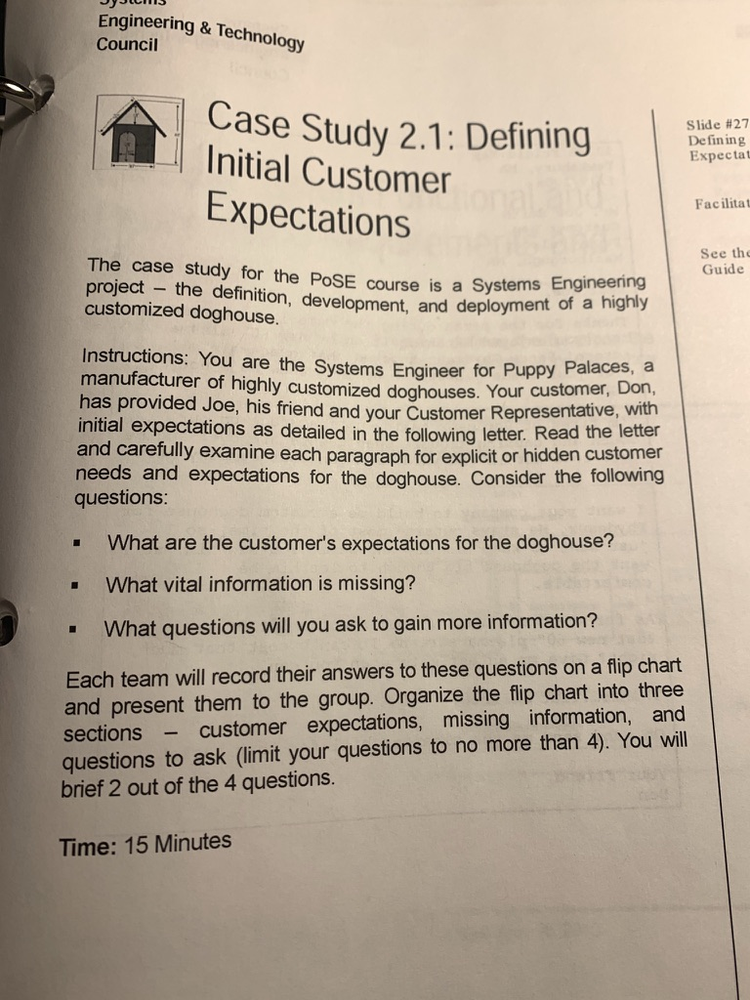 Systems
Engineering & Technology
Council
Case Study 2.1: Defining
Initial Customer
Expectations
The case study for the PoSE course is a Systems Engineering
project – the definition, development, and deployment of a highly
customized doghouse.
Instructions: You are the Systems Engineer for Puppy Palaces, a
manufacturer of highly customized doghouses. Your customer, Don,
has provided Joe, his friend and your Customer Representative, with
initial expectations as detailed in the following letter. Read the letter
and carefully examine each paragraph for explicit or hidden customer
needs and expectations for the doghouse. Consider the following
questions:
▪ What are the customer's expectations for the doghouse?
▪ What vital information is missing?
▪ What questions will you ask to gain more information?
Each team will record their answers to these questions on a flip chart
and present them to the group. Organize the flip chart into three
sections – customer expectations, missing information, and
questions to ask (limit your questions to no more than 4). You will
brief 2 out of the 4 questions.
Time: 15 Minutes
Slide #27
Defining
Expectat
Facilitat
See the
Guide